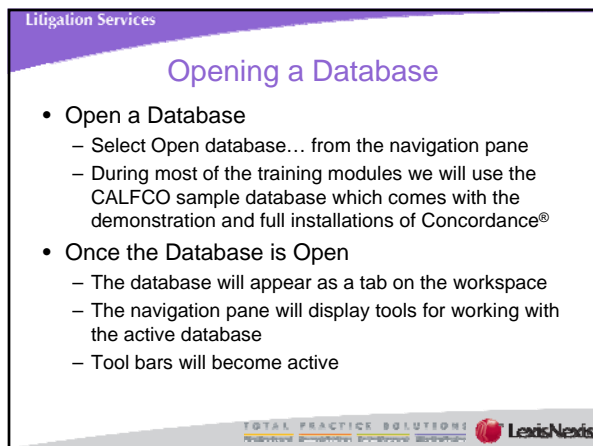 Litigation Services
Opening a Database
• Open a Database
– Select Open database… from the navigation pane
– During most of the training modules we will use the
CALFCO sample database which comes with the
demonstration and full installations of Concordance®
• Once the Database is Open
– The database will appear as a tab on the workspace
– The navigation pane will display tools for working with
the active database
– Tool bars will become active
TOTAL PRACTICE SOLUTIONS
LexisNexis